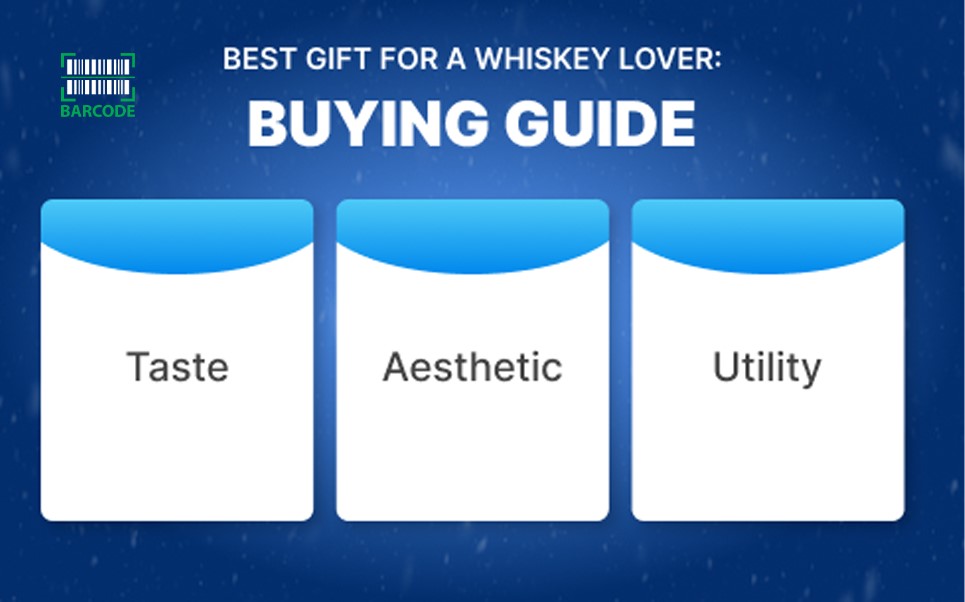 BARCODE
BEST GIFT FOR A WHISKEY LOVER:
BUYING GUIDE
Taste
Aesthetic
Utility